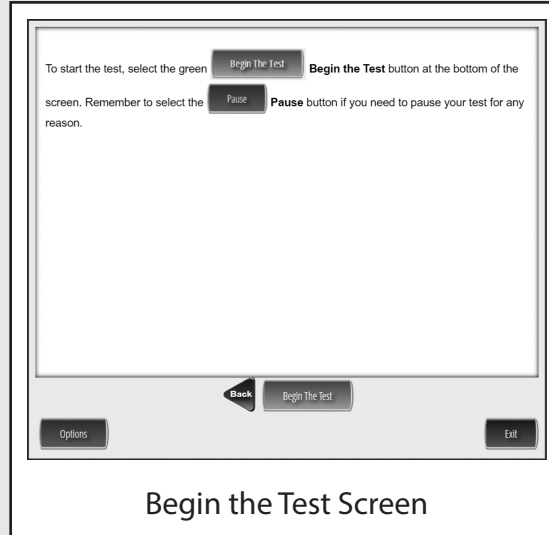 To start the test, select the green Begin The Test Begin the Test button at the bottom of the
screen. Remember to select the Pause Pause button if you need to pause your test for any
reason.
Back Begin The Test
Options Exit
Begin the Test Screen